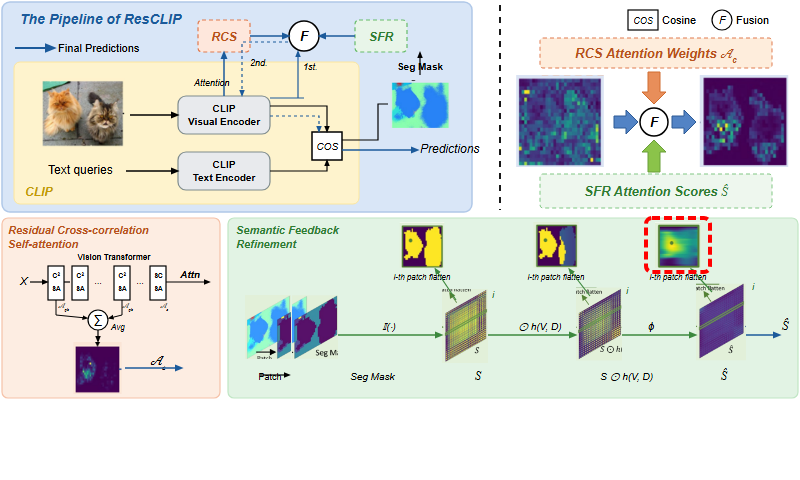 The Pipeline of ResCLIP
Final Predictions
RCS
F
SFR
2nd.
1st.
Attention
Seg Mask
CLIP
Visual Encoder
COS
Predictions
Text queries
CLIP
Text Encoder
CLIP
COS
Cosine
F
Fusion
RCS Attention Weights 𝒜c
F
SFR Attention Scores Ŝ
Residual Cross-correlation
Self-attention
Vision Transformer
X
...
...
Attn
Σ
Avg
𝒜c
Semantic Feedback
Refinement
i-th patch flatten
i-th patch flatten
i-th patch flatten
i
i
i
𝕀(·)
⊙ h(V, D)
ϕ
Ŝ
S
Ŝ
Patch
Seg Mask
S
S ⊙ h(V, D)
Ŝ